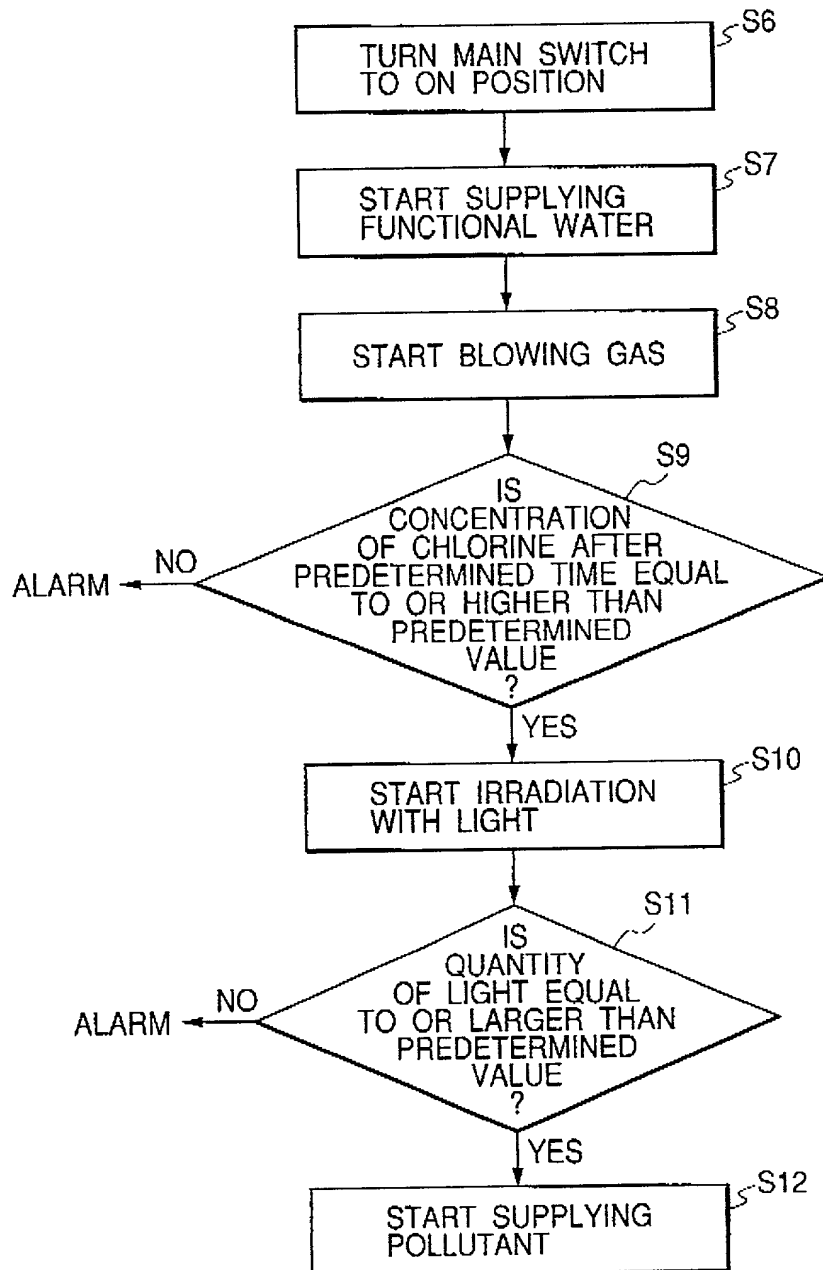 S6
TURN MAIN SWITCH
TO ON POSITION
S7
START SUPPLYING
FUNCTIONAL WATER
S8
START BLOWING GAS
S9
IS
CONCENTRATION
OF CHLORINE AFTER
PREDETERMINED TIME EQUAL
TO OR HIGHER THAN
PREDETERMINED
VALUE
?
NO
ALARM
YES
S10
START IRRADIATION
WITH LIGHT
S11
IS
QUANTITY
OF LIGHT EQUAL
TO OR LARGER THAN
PREDETERMINED
VALUE
?
NO
ALARM
YES
S12
START SUPPLYING
POLLUTANT